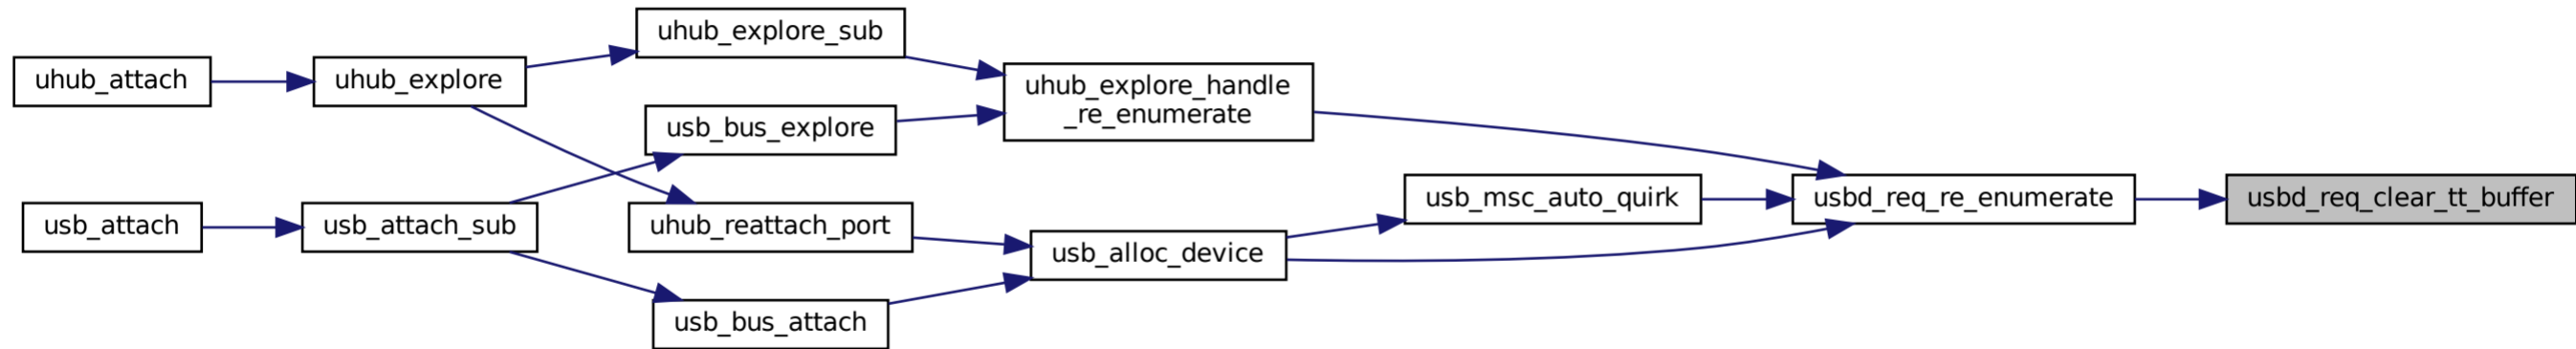 uhub_attach
uhub_explore
uhub_explore_sub
usb_bus_explore
uhub_explore_handle
_re_enumerate
usb_attach
usb_attach_sub
uhub_reattach_port
usb_bus_attach
usb_alloc_device
usb_msc_auto_quirk
usbd_req_re_enumerate
usbd_req_clear_tt_buffer